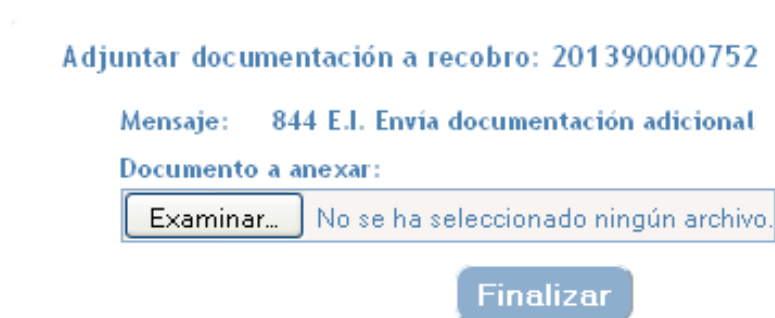 Adjuntar documentación a recobro: 201390000752
Mensaje: 844 E.I. Envía documentación adicional
Documento a anexar:
Examinar... No se ha seleccionado ningún archivo.
Finalizar